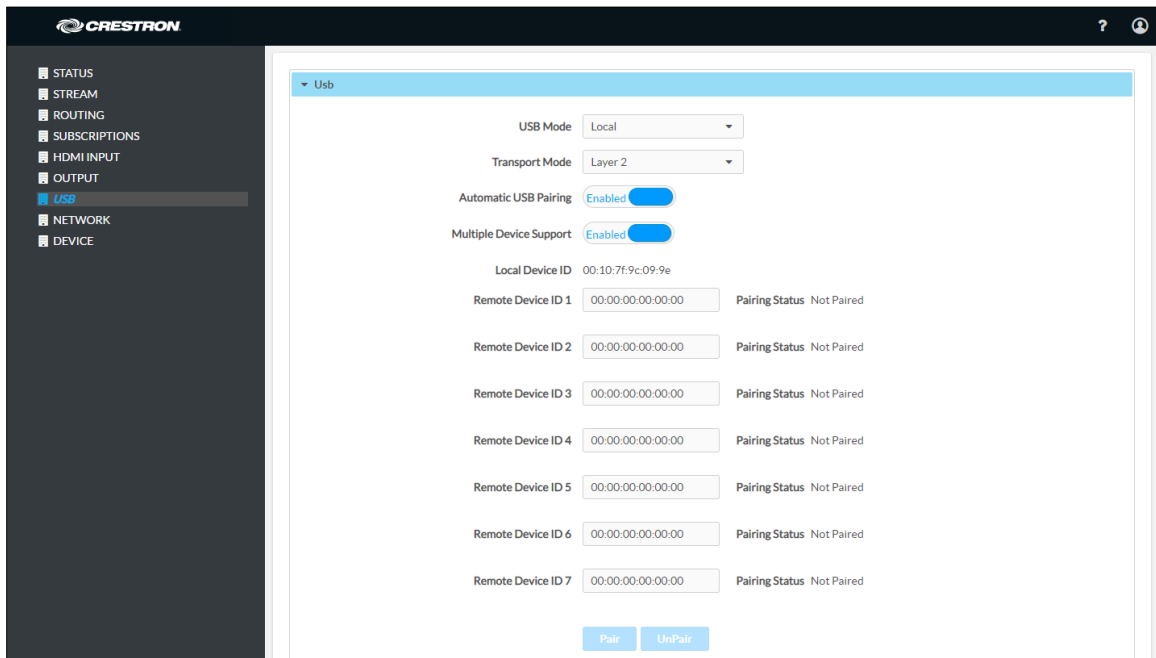 CRESTRON
?
STATUS
STREAM
ROUTING
SUBSCRIPTIONS
HDMI INPUT
OUTPUT
USB
NETWORK
DEVICE
Usb
USB Mode Local
Transport Mode Layer 2
Automatic USB Pairing Enabled
Multiple Device Support Enabled
Local Device ID 00:10:7f:9c:09:9e
Remote Device ID 1 00:00:00:00:00:00 Pairing Status Not Paired
Remote Device ID 2 00:00:00:00:00:00 Pairing Status Not Paired
Remote Device ID 3 00:00:00:00:00:00 Pairing Status Not Paired
Remote Device ID 4 00:00:00:00:00:00 Pairing Status Not Paired
Remote Device ID 5 00:00:00:00:00:00 Pairing Status Not Paired
Remote Device ID 6 00:00:00:00:00:00 Pairing Status Not Paired
Remote Device ID 7 00:00:00:00:00:00 Pairing Status Not Paired
Pair UnPair